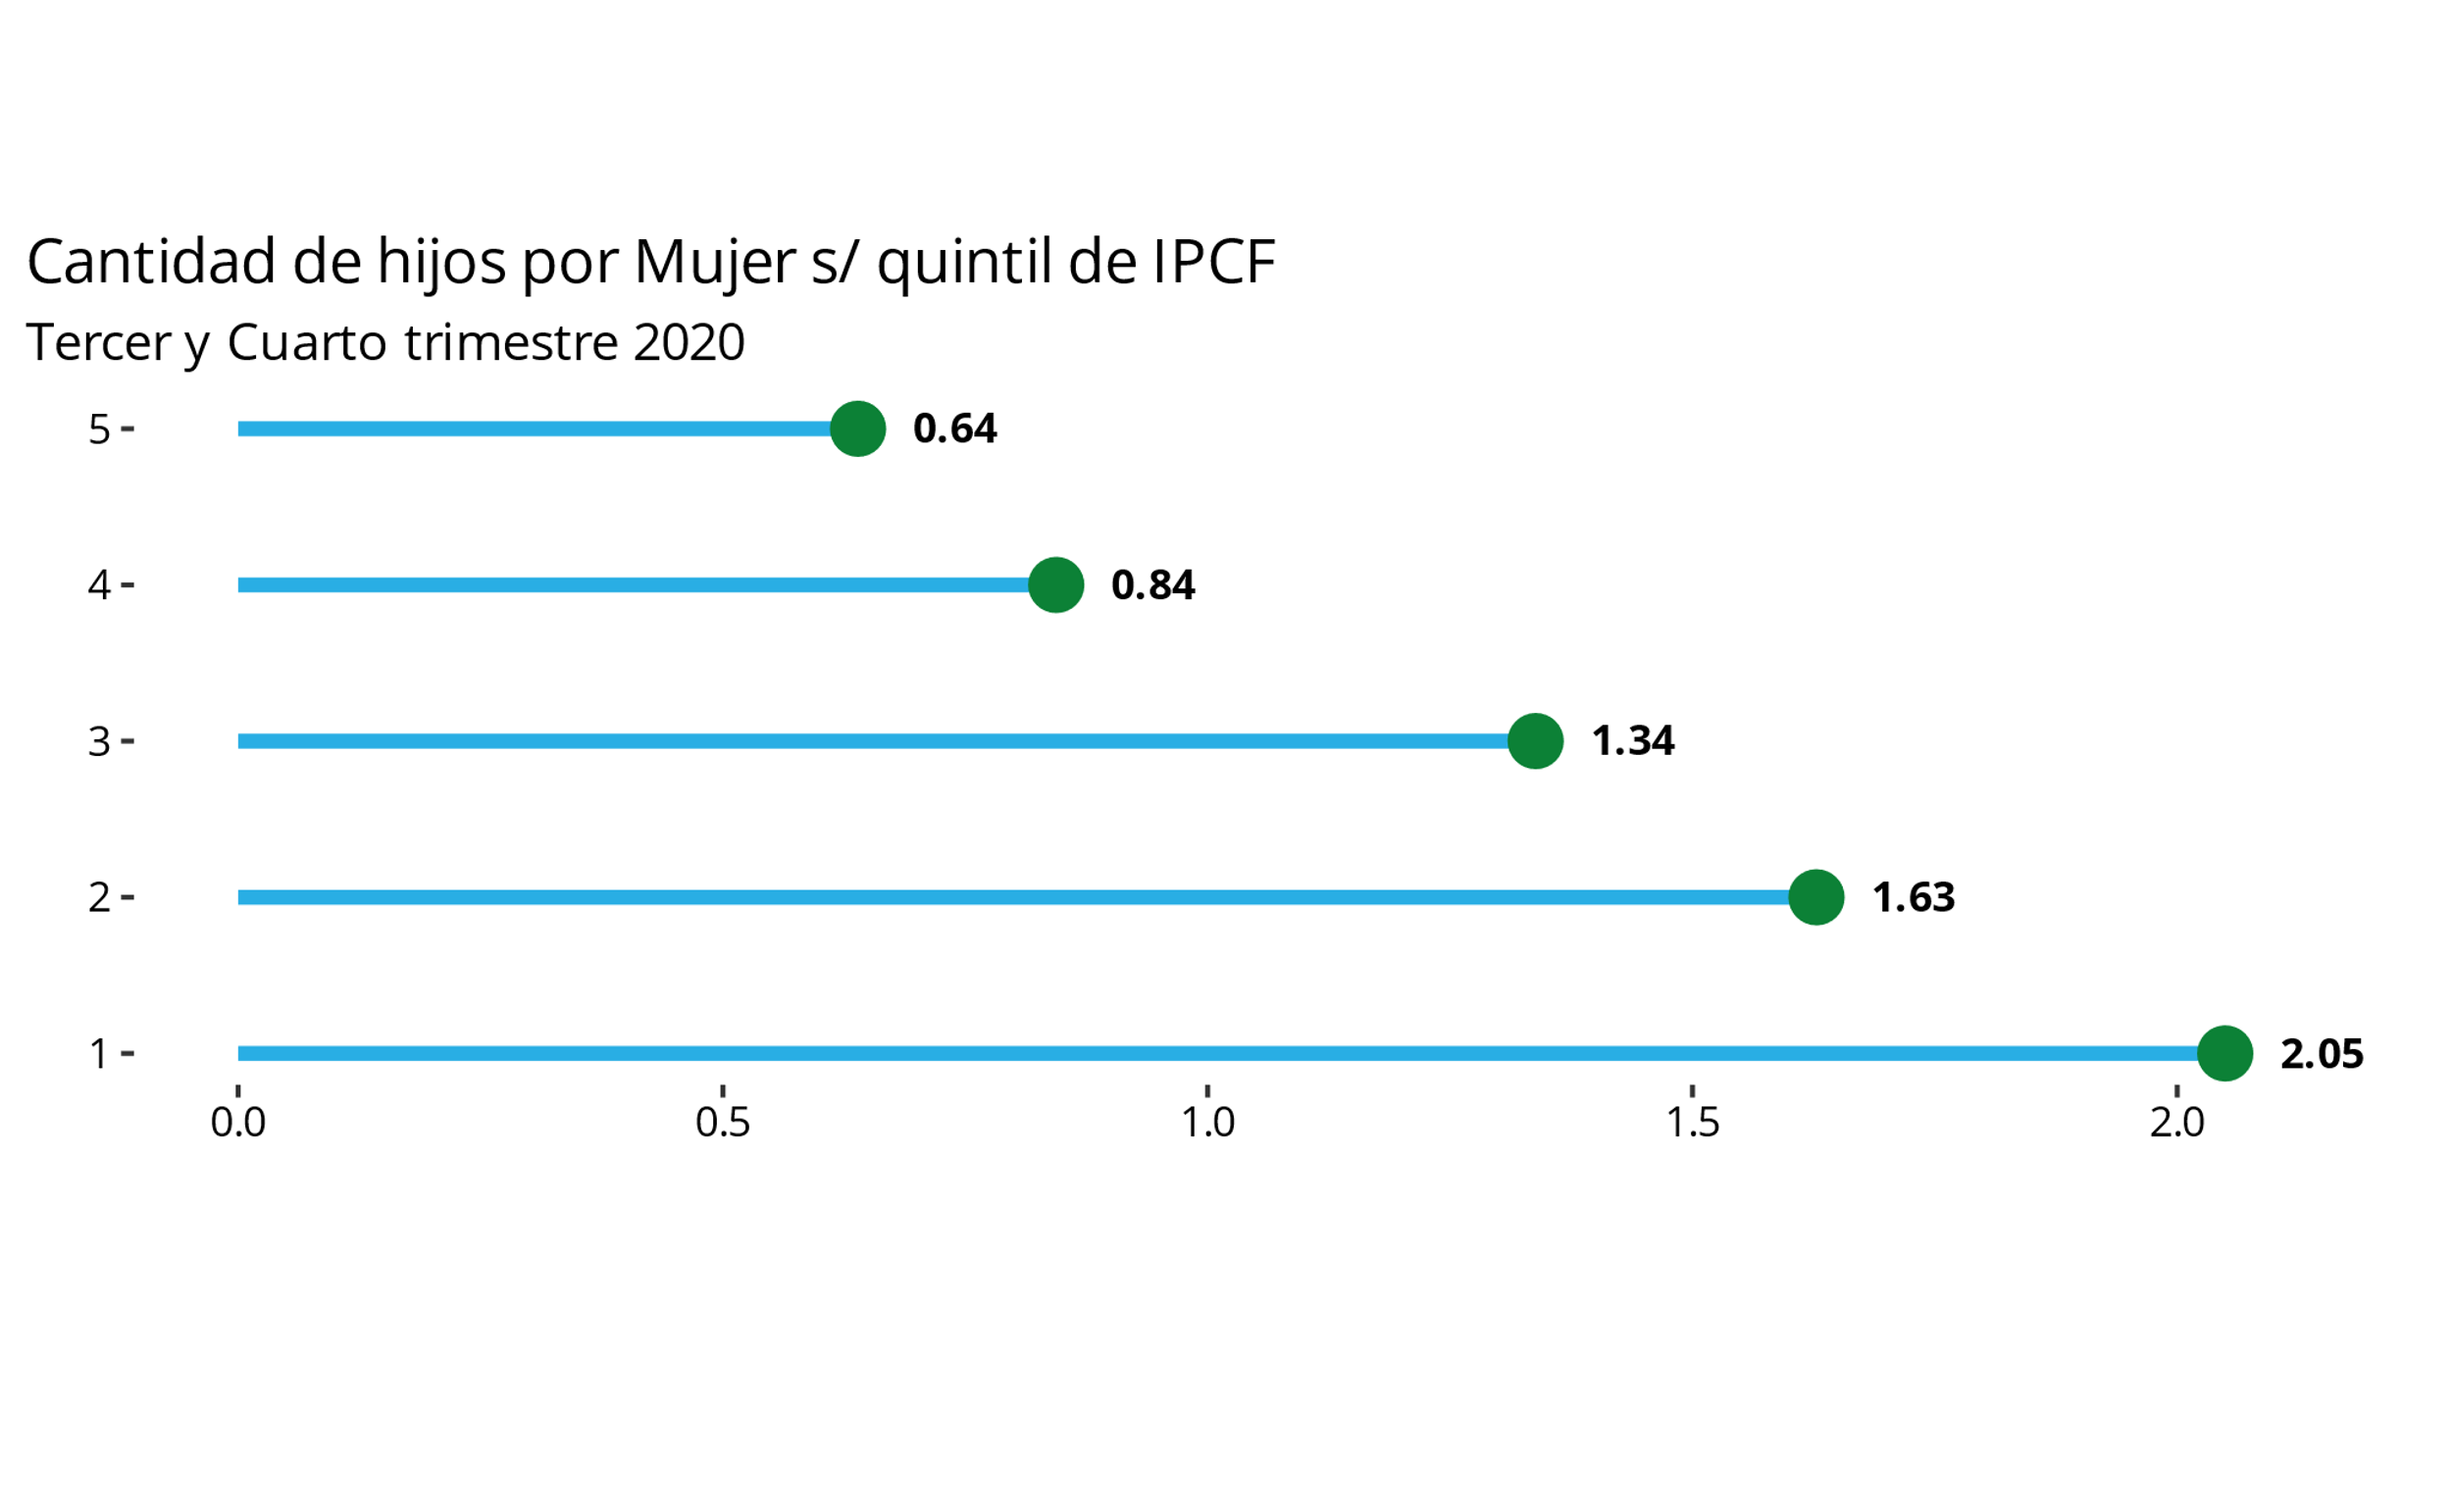 Cantidad de hijos por Mujer s/ quintil de IPCF
Tercer y Cuarto trimestre 2020
5 0.64
4 0.84
3 1.34
2 1.63
1 2.05
0.0 0.5 1.0 1.5 2.0